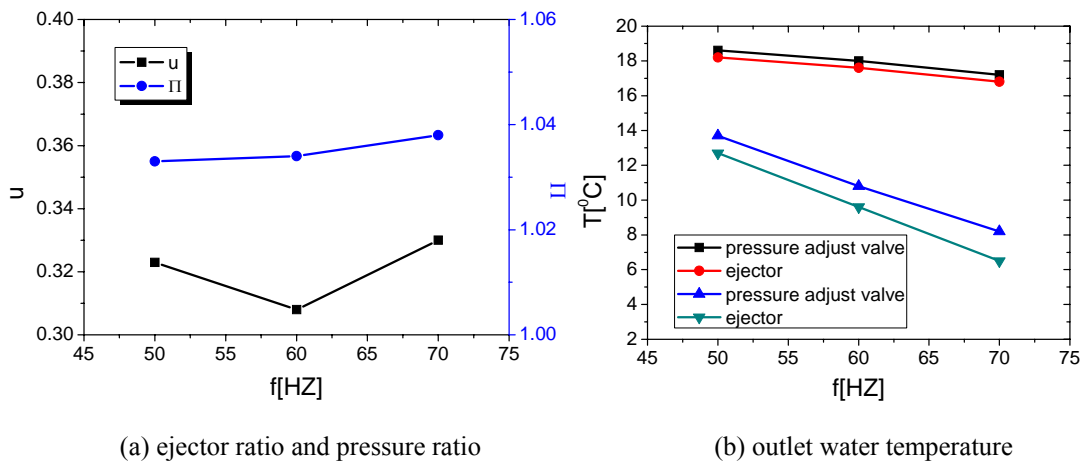 0.40
0.38
0.36
0.34
0.32
0.30
u
u
Π
1.06
1.04
1.02
1.00
Π
45 50 55 60 65 70 75
f[HZ]
(a) ejector ratio and pressure ratio
20
18
16
14
12
10
8
6
4
2
T[⁰C]
pressure adjust valve
ejector
pressure adjust valve
ejector
45 50 55 60 65 70 75
f[HZ]
(b) outlet water temperature